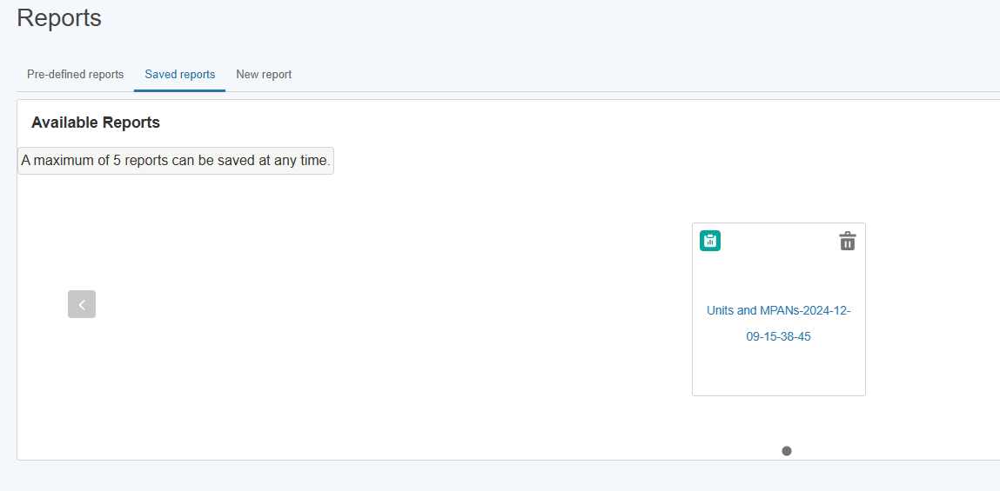 Reports
Pre-defined reports
Saved reports
New report
Available Reports
A maximum of 5 reports can be saved at any time.
Units and MPANs-2024-12-
09-15-38-45